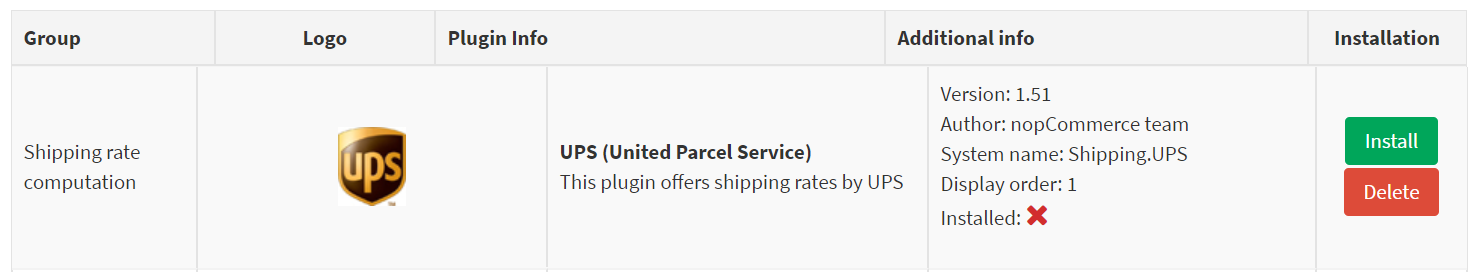 Group Logo Plugin Info Additional info Installation
Shipping rate
computation
ups
UPS (United Parcel Service)
This plugin offers shipping rates by UPS
Version: 1.51
Author: nopCommerce team
System name: Shipping.UPS
Display order: 1
Installed:
Install
Delete